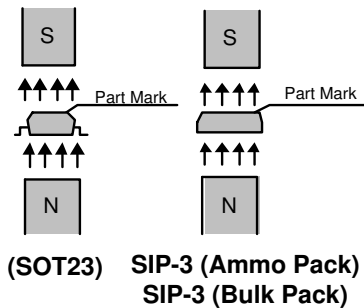 S S
Part Mark Part Mark
N N
(SOT23) SIP-3 (Ammo Pack)
SIP-3 (Bulk Pack)